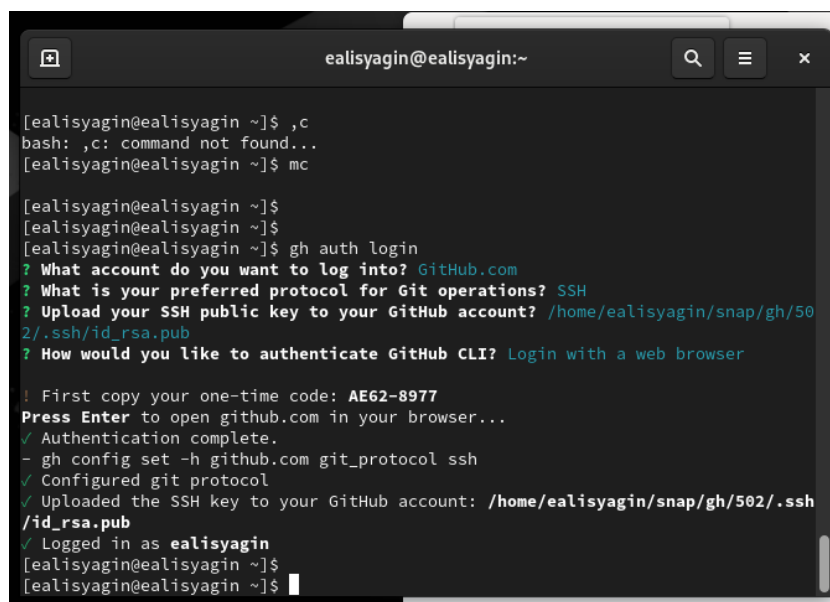 ealisyagin@ealisyagin:~
[ealisyagin@ealisyagin ~]$ ,c
bash: ,c: command not found...
[ealisyagin@ealisyagin ~]$ mc
[ealisyagin@ealisyagin ~]$
[ealisyagin@ealisyagin ~]$
[ealisyagin@ealisyagin ~]$ gh auth login
? What account do you want to log into? GitHub.com
? What is your preferred protocol for Git operations? SSH
? Upload your SSH public key to your GitHub account? /home/ealisyagin/snap/gh/50
2/.ssh/id_rsa.pub
? How would you like to authenticate GitHub CLI? Login with a web browser
! First copy your one-time code: AE62-8977
Press Enter to open github.com in your browser...
✓ Authentication complete.
- gh config set -h github.com git_protocol ssh
✓ Configured git protocol
✓ Uploaded the SSH key to your GitHub account: /home/ealisyagin/snap/gh/502/.ssh
/id_rsa.pub
✓ Logged in as ealisyagin
[ealisyagin@ealisyagin ~]$
[ealisyagin@ealisyagin ~]$